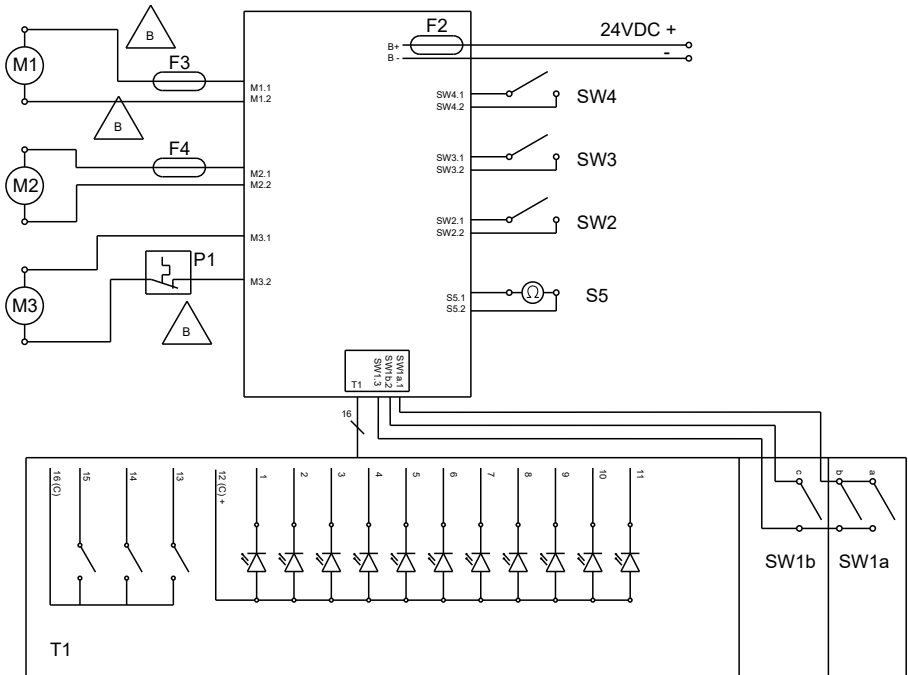 F2
24VDC +
-
B+
B -
M1
B
F3
M1.1
M1.2
SW4.1
SW4.2
SW4
B
M2
F4
M2.1
M2.2
SW3.1
SW3.2
SW3
M3.1
SW2.1
SW2.2
SW2
M3
P1
M3.2
B
S5.1
S5.2
Ω
S5
T1
SW1.3
SW1b.2
SW1a.1
16
16 (C)
15
14
13
12 (C) +
1
2
3
4
5
6
7
8
9
10
11
c
b
a
SW1b
SW1a
T1